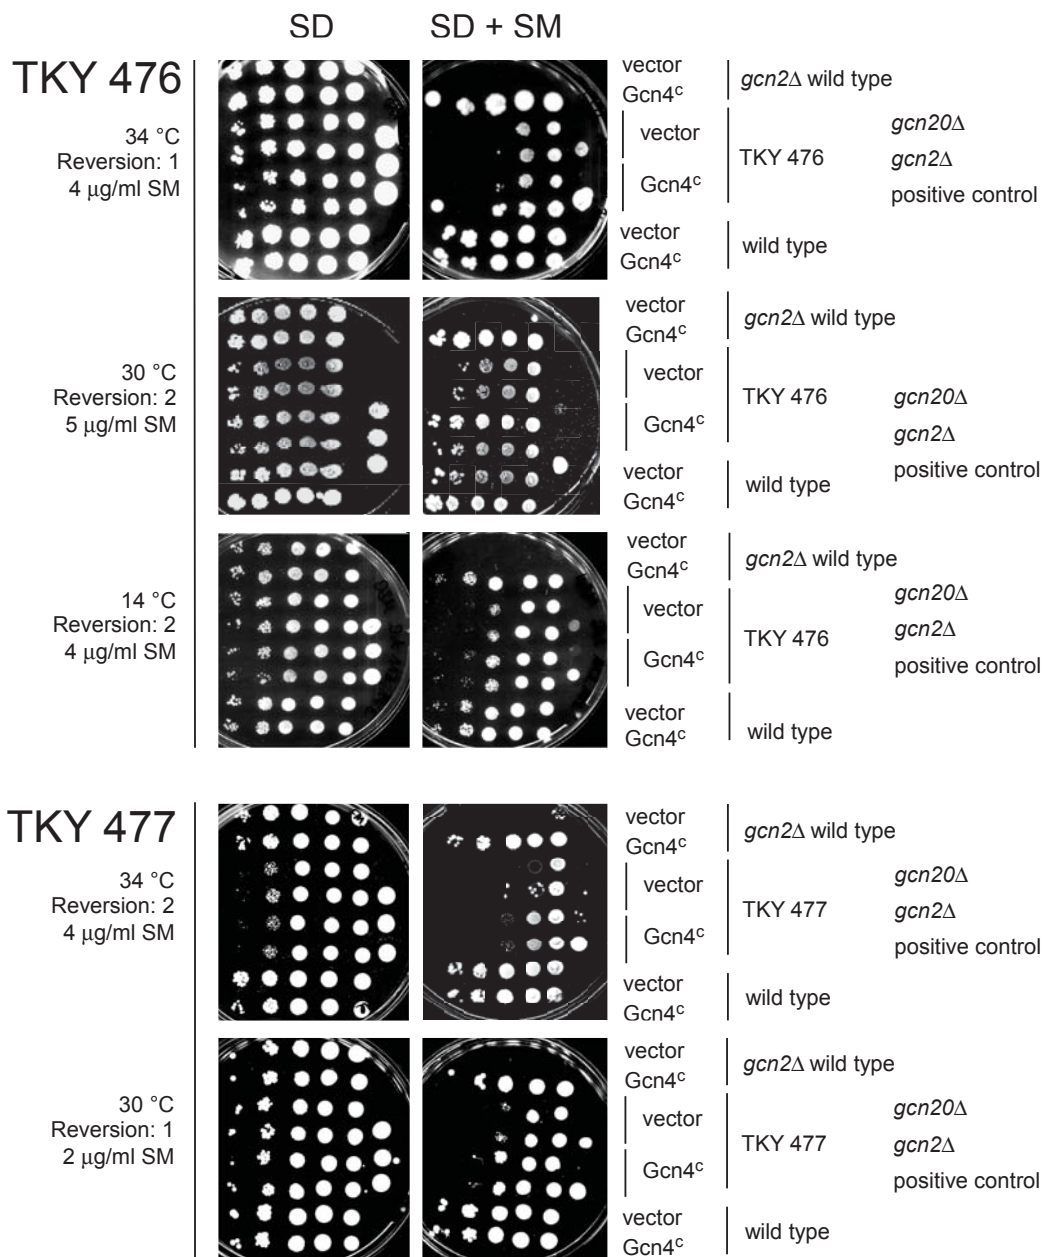 SD SD + SM
TKY 476
34 °C
Reversion: 1
4 μg/ml SM
vector
Gcn4ᶜ
gcn2Δ wild type
vector
Gcn4ᶜ
TKY 476
gcn20Δ
gcn2Δ
positive control
vector
Gcn4ᶜ
wild type
30 °C
Reversion: 2
5 μg/ml SM
vector
Gcn4ᶜ
gcn2Δ wild type
vector
Gcn4ᶜ
TKY 476
gcn20Δ
gcn2Δ
positive control
vector
Gcn4ᶜ
wild type
14 °C
Reversion: 2
4 μg/ml SM
vector
Gcn4ᶜ
gcn2Δ wild type
vector
Gcn4ᶜ
TKY 476
gcn20Δ
gcn2Δ
positive control
vector
Gcn4ᶜ
wild type
TKY 477
34 °C
Reversion: 2
4 μg/ml SM
vector
Gcn4ᶜ
gcn2Δ wild type
vector
Gcn4ᶜ
TKY 477
gcn20Δ
gcn2Δ
positive control
vector
Gcn4ᶜ
wild type
30 °C
Reversion: 1
2 μg/ml SM
vector
Gcn4ᶜ
gcn2Δ wild type
vector
Gcn4ᶜ
TKY 477
gcn20Δ
gcn2Δ
positive control
vector
Gcn4ᶜ
wild type